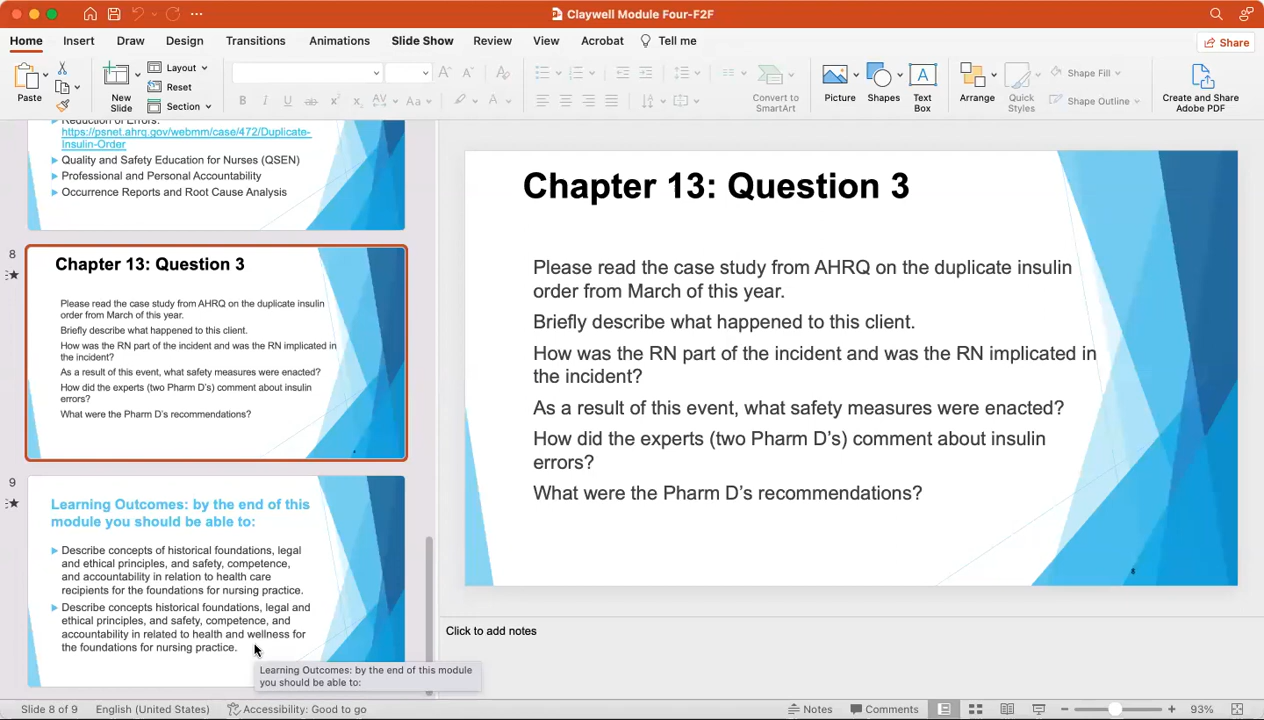 Claywell Module Four-F2F
Home Insert Draw Design Transitions Animations Slide Show Review View Acrobat Tell me Share
Paste
New Slide
Layout
Reset
Section
B I U ab x² x₂ AV Aa A
Convert to SmartArt
Picture
Shapes
Text Box
Arrange
Quick Styles
Shape Fill
Shape Outline
Create and Share Adobe PDF
Reduction of Errors:
https://psnet.ahrq.gov/webmm/case/472/Duplicate-
Insulin-Order
Quality and Safety Education for Nurses (QSEN)
Professional and Personal Accountability
Occurrence Reports and Root Cause Analysis
8
Chapter 13: Question 3
Please read the case study from AHRQ on the duplicate insulin
order from March of this year.
Briefly describe what happened to this client.
How was the RN part of the incident and was the RN implicated in
the incident?
As a result of this event, what safety measures were enacted?
How did the experts (two Pharm D's) comment about insulin
errors?
What were the Pharm D's recommendations?
9
Learning Outcomes: by the end of this
module you should be able to:
Describe concepts of historical foundations, legal
and ethical principles, and safety, competence,
and accountability in relation to health care
recipients for the foundations for nursing practice.
Describe concepts historical foundations, legal and
ethical principles, and safety, competence, and
accountability in related to health and wellness for
the foundations for nursing practice.
Learning Outcomes: by the end of this module
you should be able to:
Chapter 13: Question 3
Please read the case study from AHRQ on the duplicate insulin
order from March of this year.
Briefly describe what happened to this client.
How was the RN part of the incident and was the RN implicated in
the incident?
As a result of this event, what safety measures were enacted?
How did the experts (two Pharm D's) comment about insulin
errors?
What were the Pharm D's recommendations?
8
Click to add notes
Slide 8 of 9 English (United States) Accessibility: Good to go Notes Comments 93%